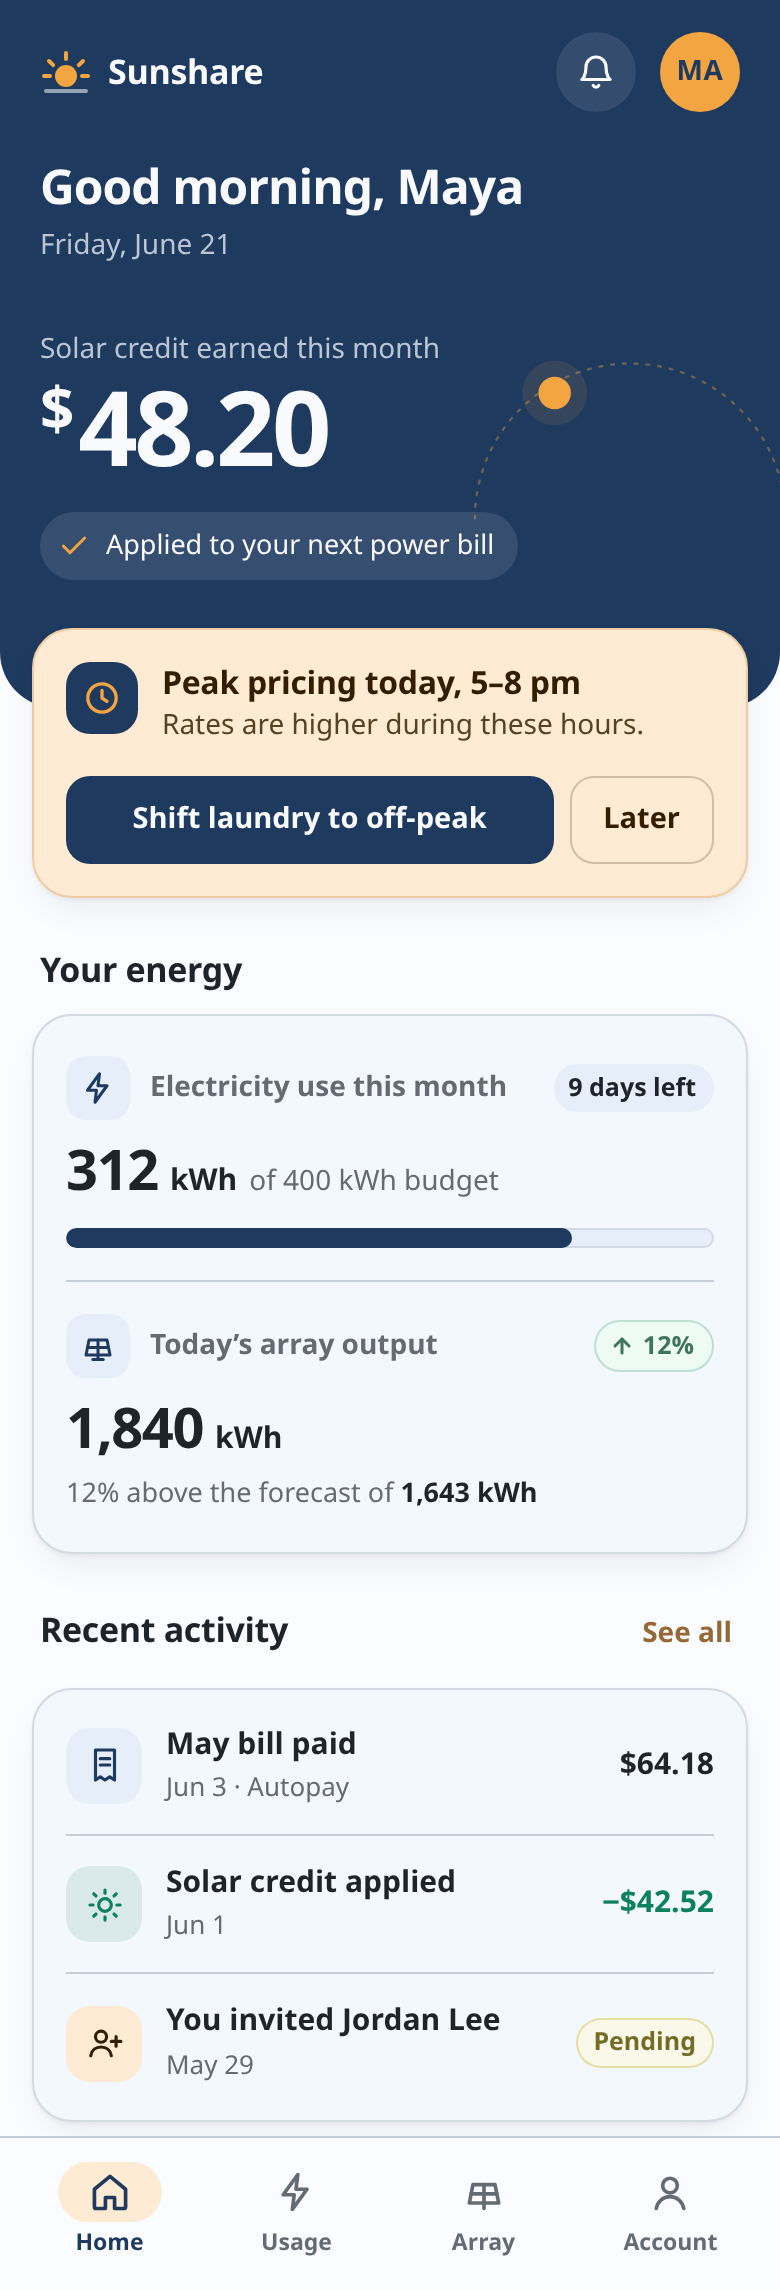 Sunshare
MA
Good morning, Maya
Friday, June 21
Solar credit earned this month
$48.20
Applied to your next power bill
Peak pricing today, 5–8 pm
Rates are higher during these hours.
Shift laundry to off-peak
Later
Your energy
Electricity use this month
9 days left
312 kWh of 400 kWh budget
Today’s array output
12%
1,840 kWh
12% above the forecast of 1,643 kWh
Recent activity
See all
May bill paid
$64.18
Jun 3 · Autopay
Solar credit applied
−$42.52
Jun 1
You invited Jordan Lee
Pending
May 29
Home
Usage
Array
Account